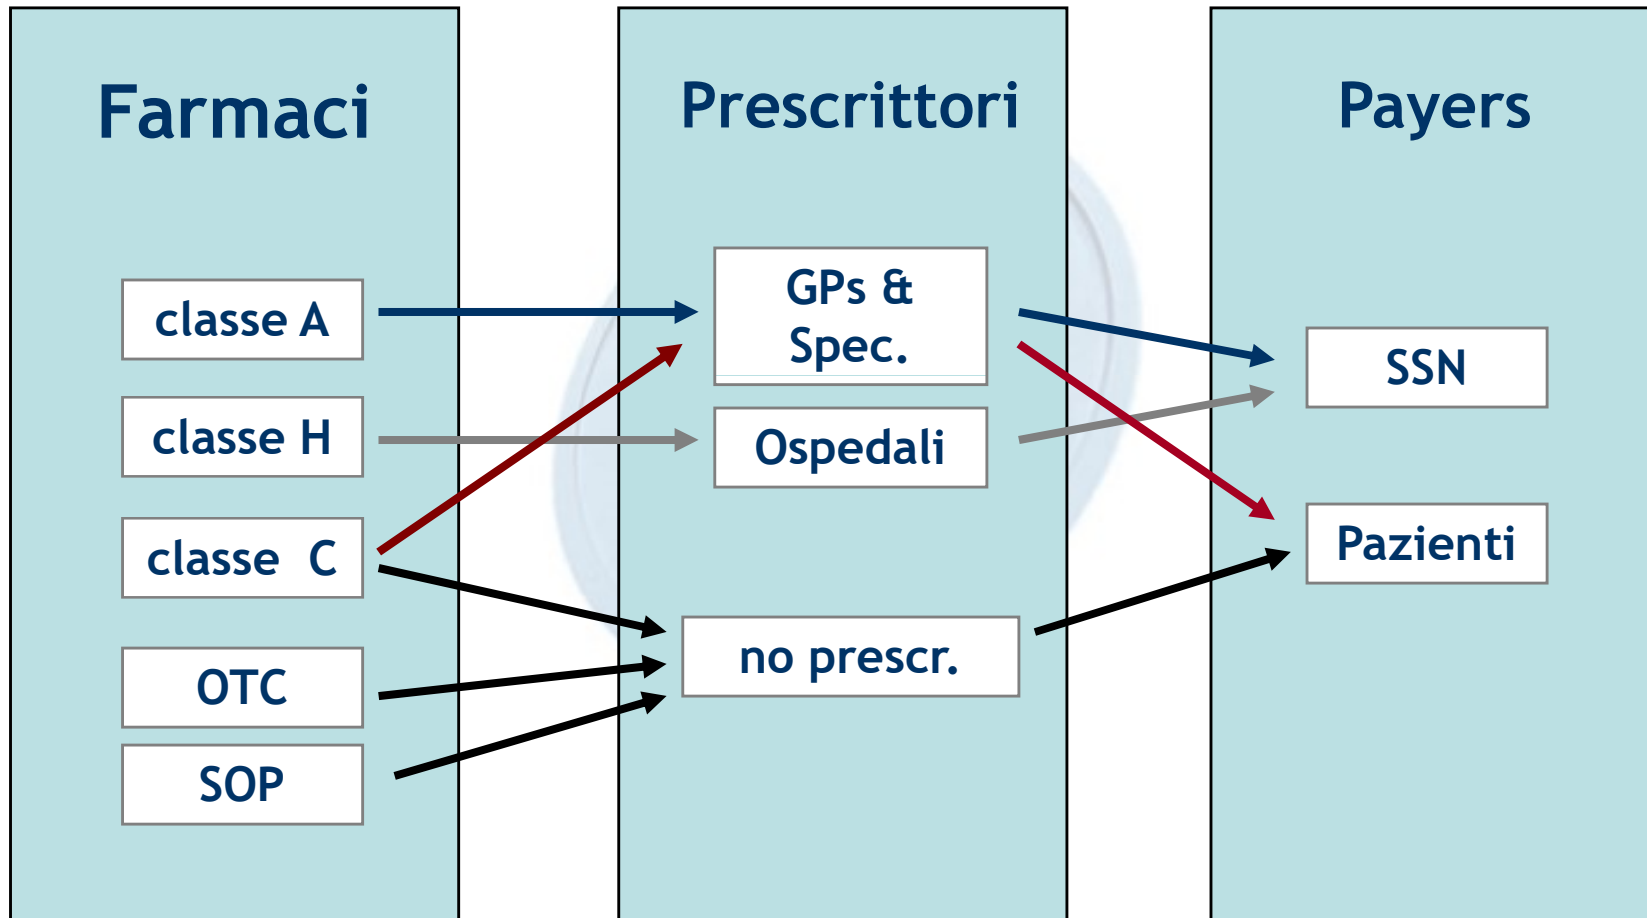 Farmaci
classe A
classe H
classe  C
OTC
SOP
Prescrittori
GPs &
Spec.
Ospedali
no prescr.
Payers
SSN
Pazienti